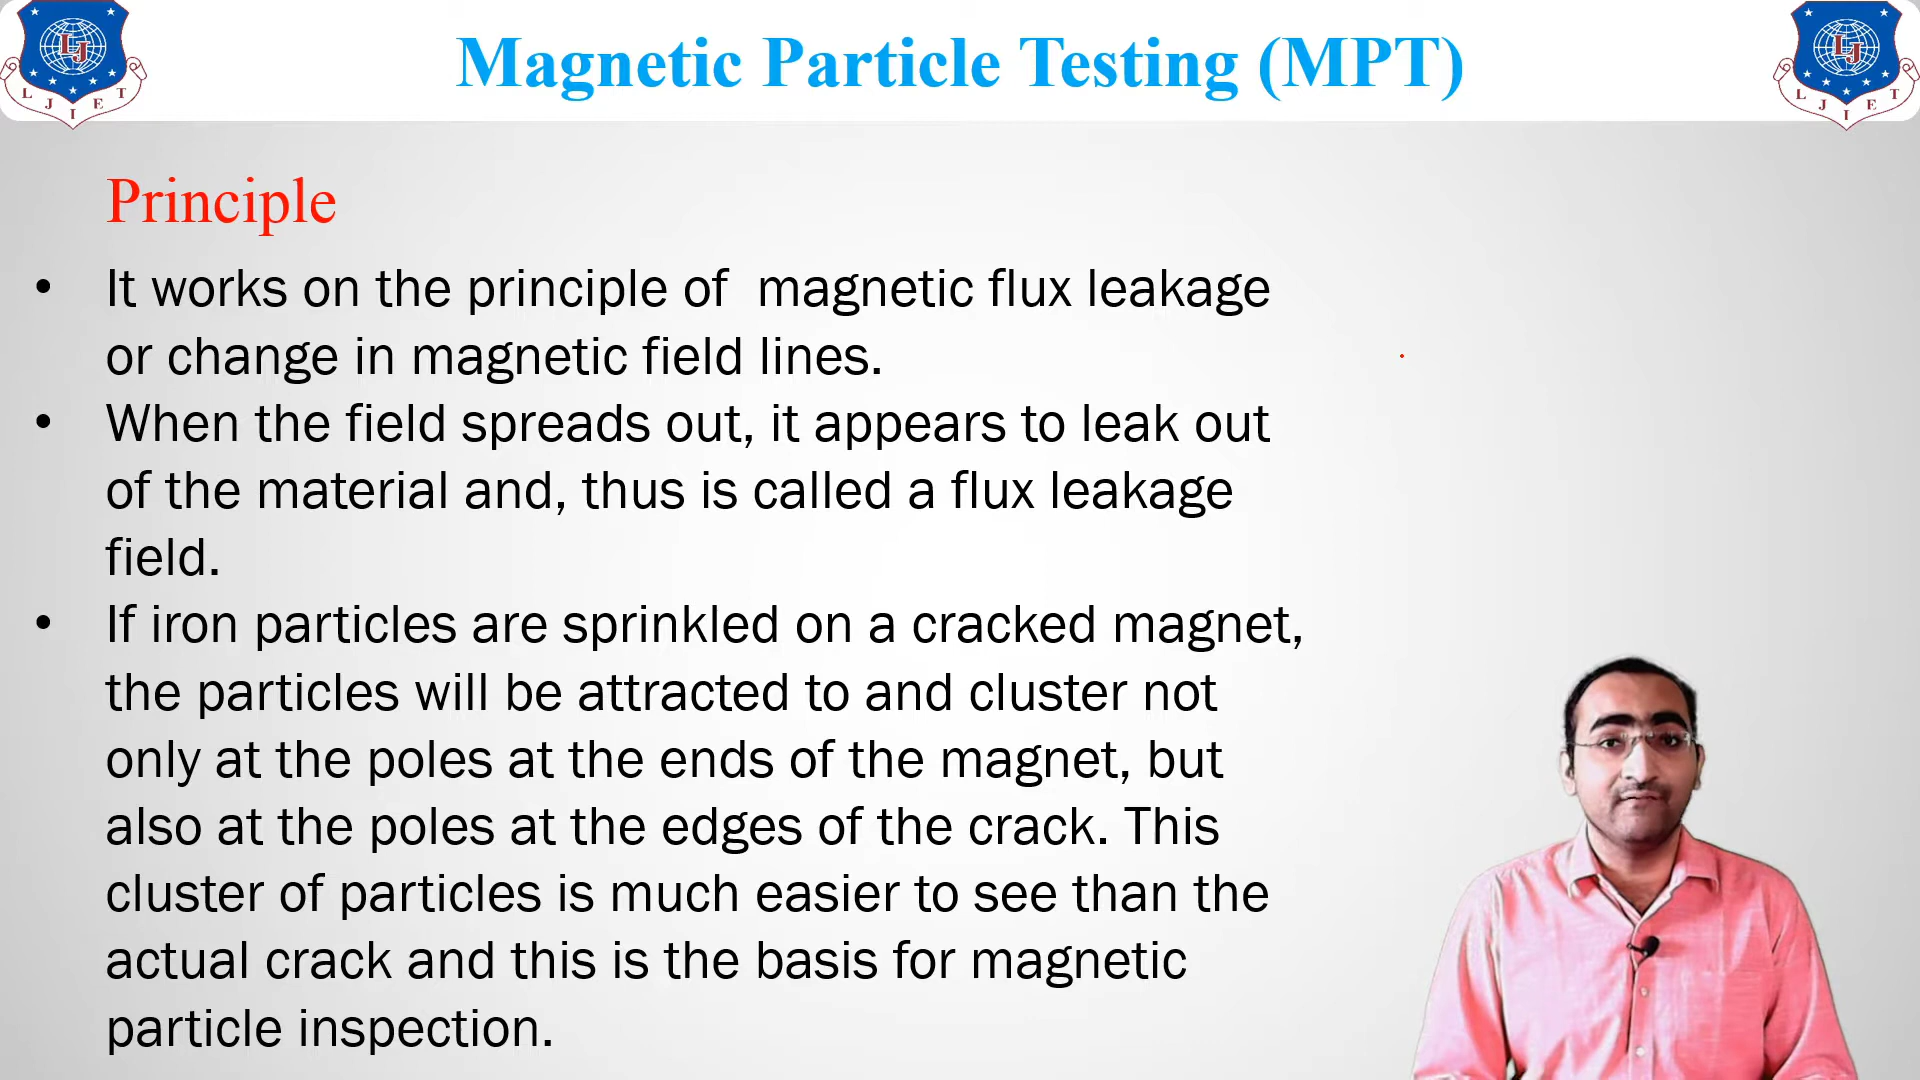 LJ
L J I E T
Magnetic Particle Testing (MPT)
LJ
L J I E T
Principle
• It works on the principle of magnetic flux leakage
or change in magnetic field lines.
• When the field spreads out, it appears to leak out
of the material and, thus is called a flux leakage
field.
• If iron particles are sprinkled on a cracked magnet,
the particles will be attracted to and cluster not
only at the poles at the ends of the magnet, but
also at the poles at the edges of the crack. This
cluster of particles is much easier to see than the
actual crack and this is the basis for magnetic
particle inspection.